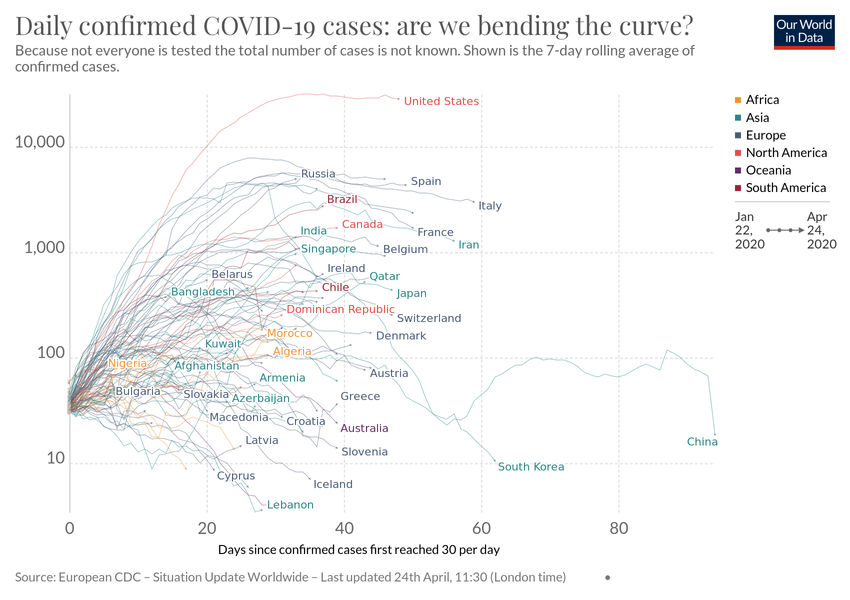 Daily confirmed COVID-19 cases: are we bending the curve?
Our World
in Data
Because not everyone is tested the total number of cases is not known. Shown is the 7-day rolling average of
confirmed cases.
Africa
Asia
Europe
North America
Oceania
South America
Jan
22,
2020
Apr
24,
2020
10,000
1,000
100
10
United States
Russia
Spain
Brazil
Italy
Canada
India
France
Iran
Singapore
Belgium
Belarus
Ireland
Qatar
Bangladesh
Chile
Japan
Dominican Republic
Switzerland
Morocco
Denmark
Kuwait
Algeria
Nigeria
Afghanistan
Austria
Armenia
Bulgaria
Slovakia
Azerbaijan
Greece
Macedonia
Croatia
Australia
Latvia
Slovenia
China
South Korea
Cyprus
Iceland
Lebanon
0
20
40
60
80
Days since confirmed cases first reached 30 per day
Source: European CDC – Situation Update Worldwide – Last updated 24th April, 11:30 (London time)